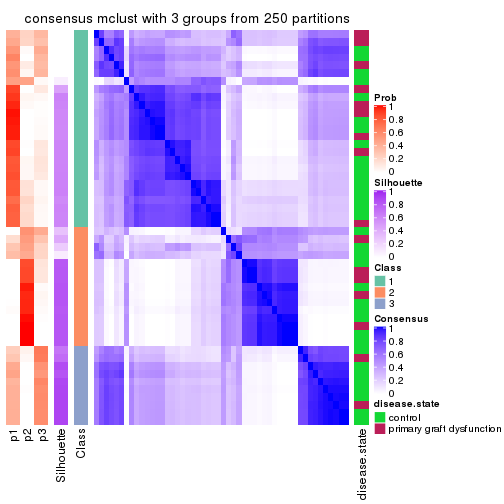 consensus mclust with 3 groups from 250 partitions
Prob
1
0.8
0.6
0.4
0.2
0
Silhouette
0.8
0.6
0.4
0.2
0
Class
1
2
3
Consensus
1
0.8
0.6
0.4
0.2
0
disease.state
control
primary graft dysfunction
p1
p2
p3
Silhouette
Class
disease.state